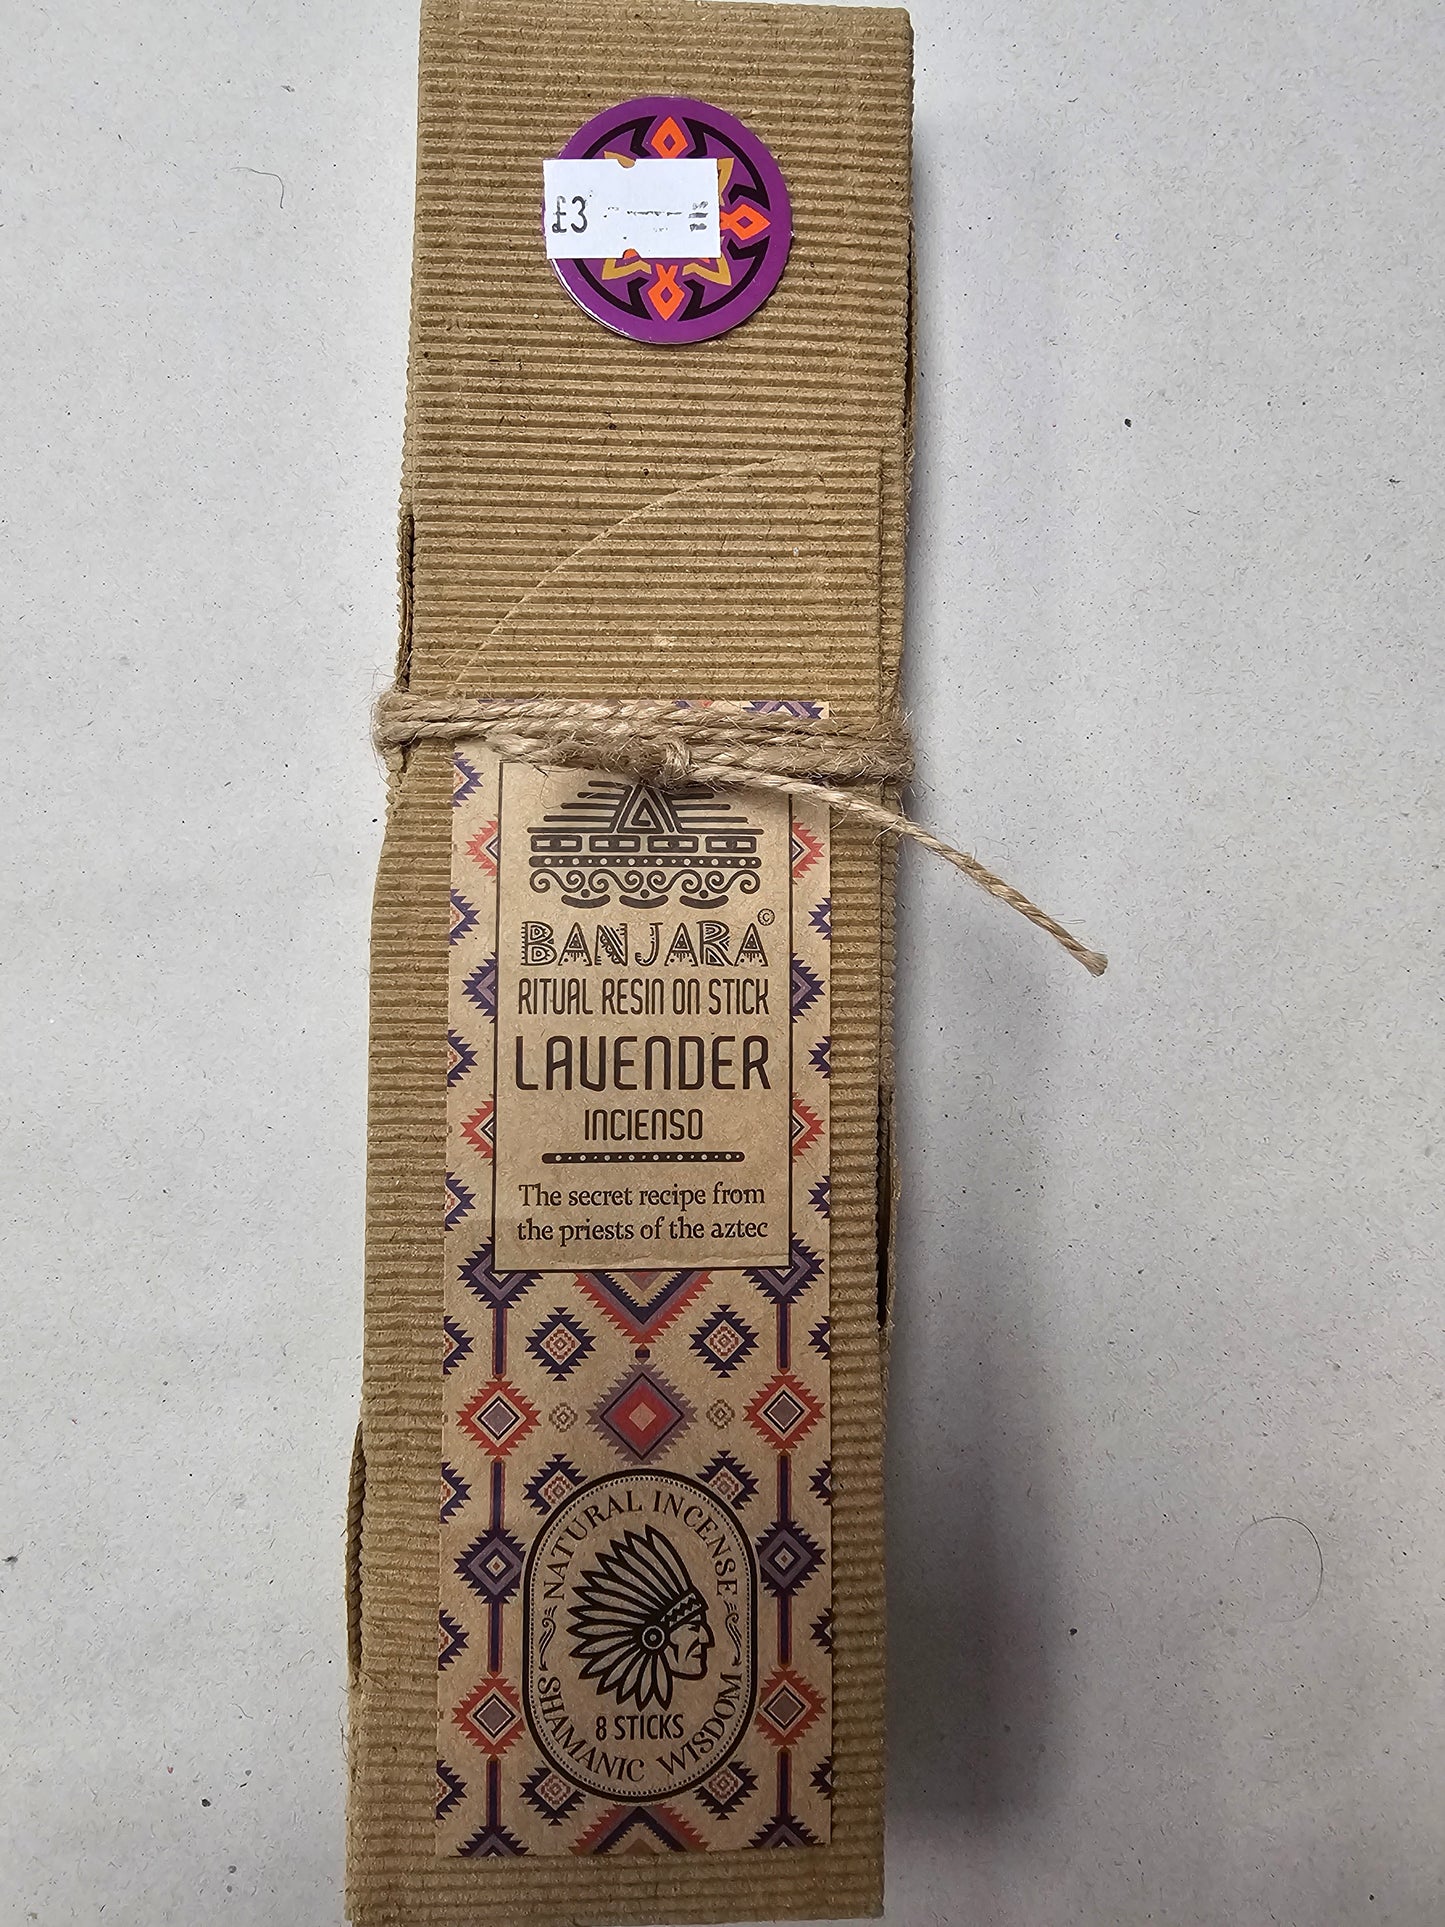 £3
BANJARA©
RITUAL RESIN ON STICK
LAVENDER
INCIENSO
The secret recipe from
the priests of the aztec
NATURAL INCENSE
8 STICKS
SHAMANIC WISDOM